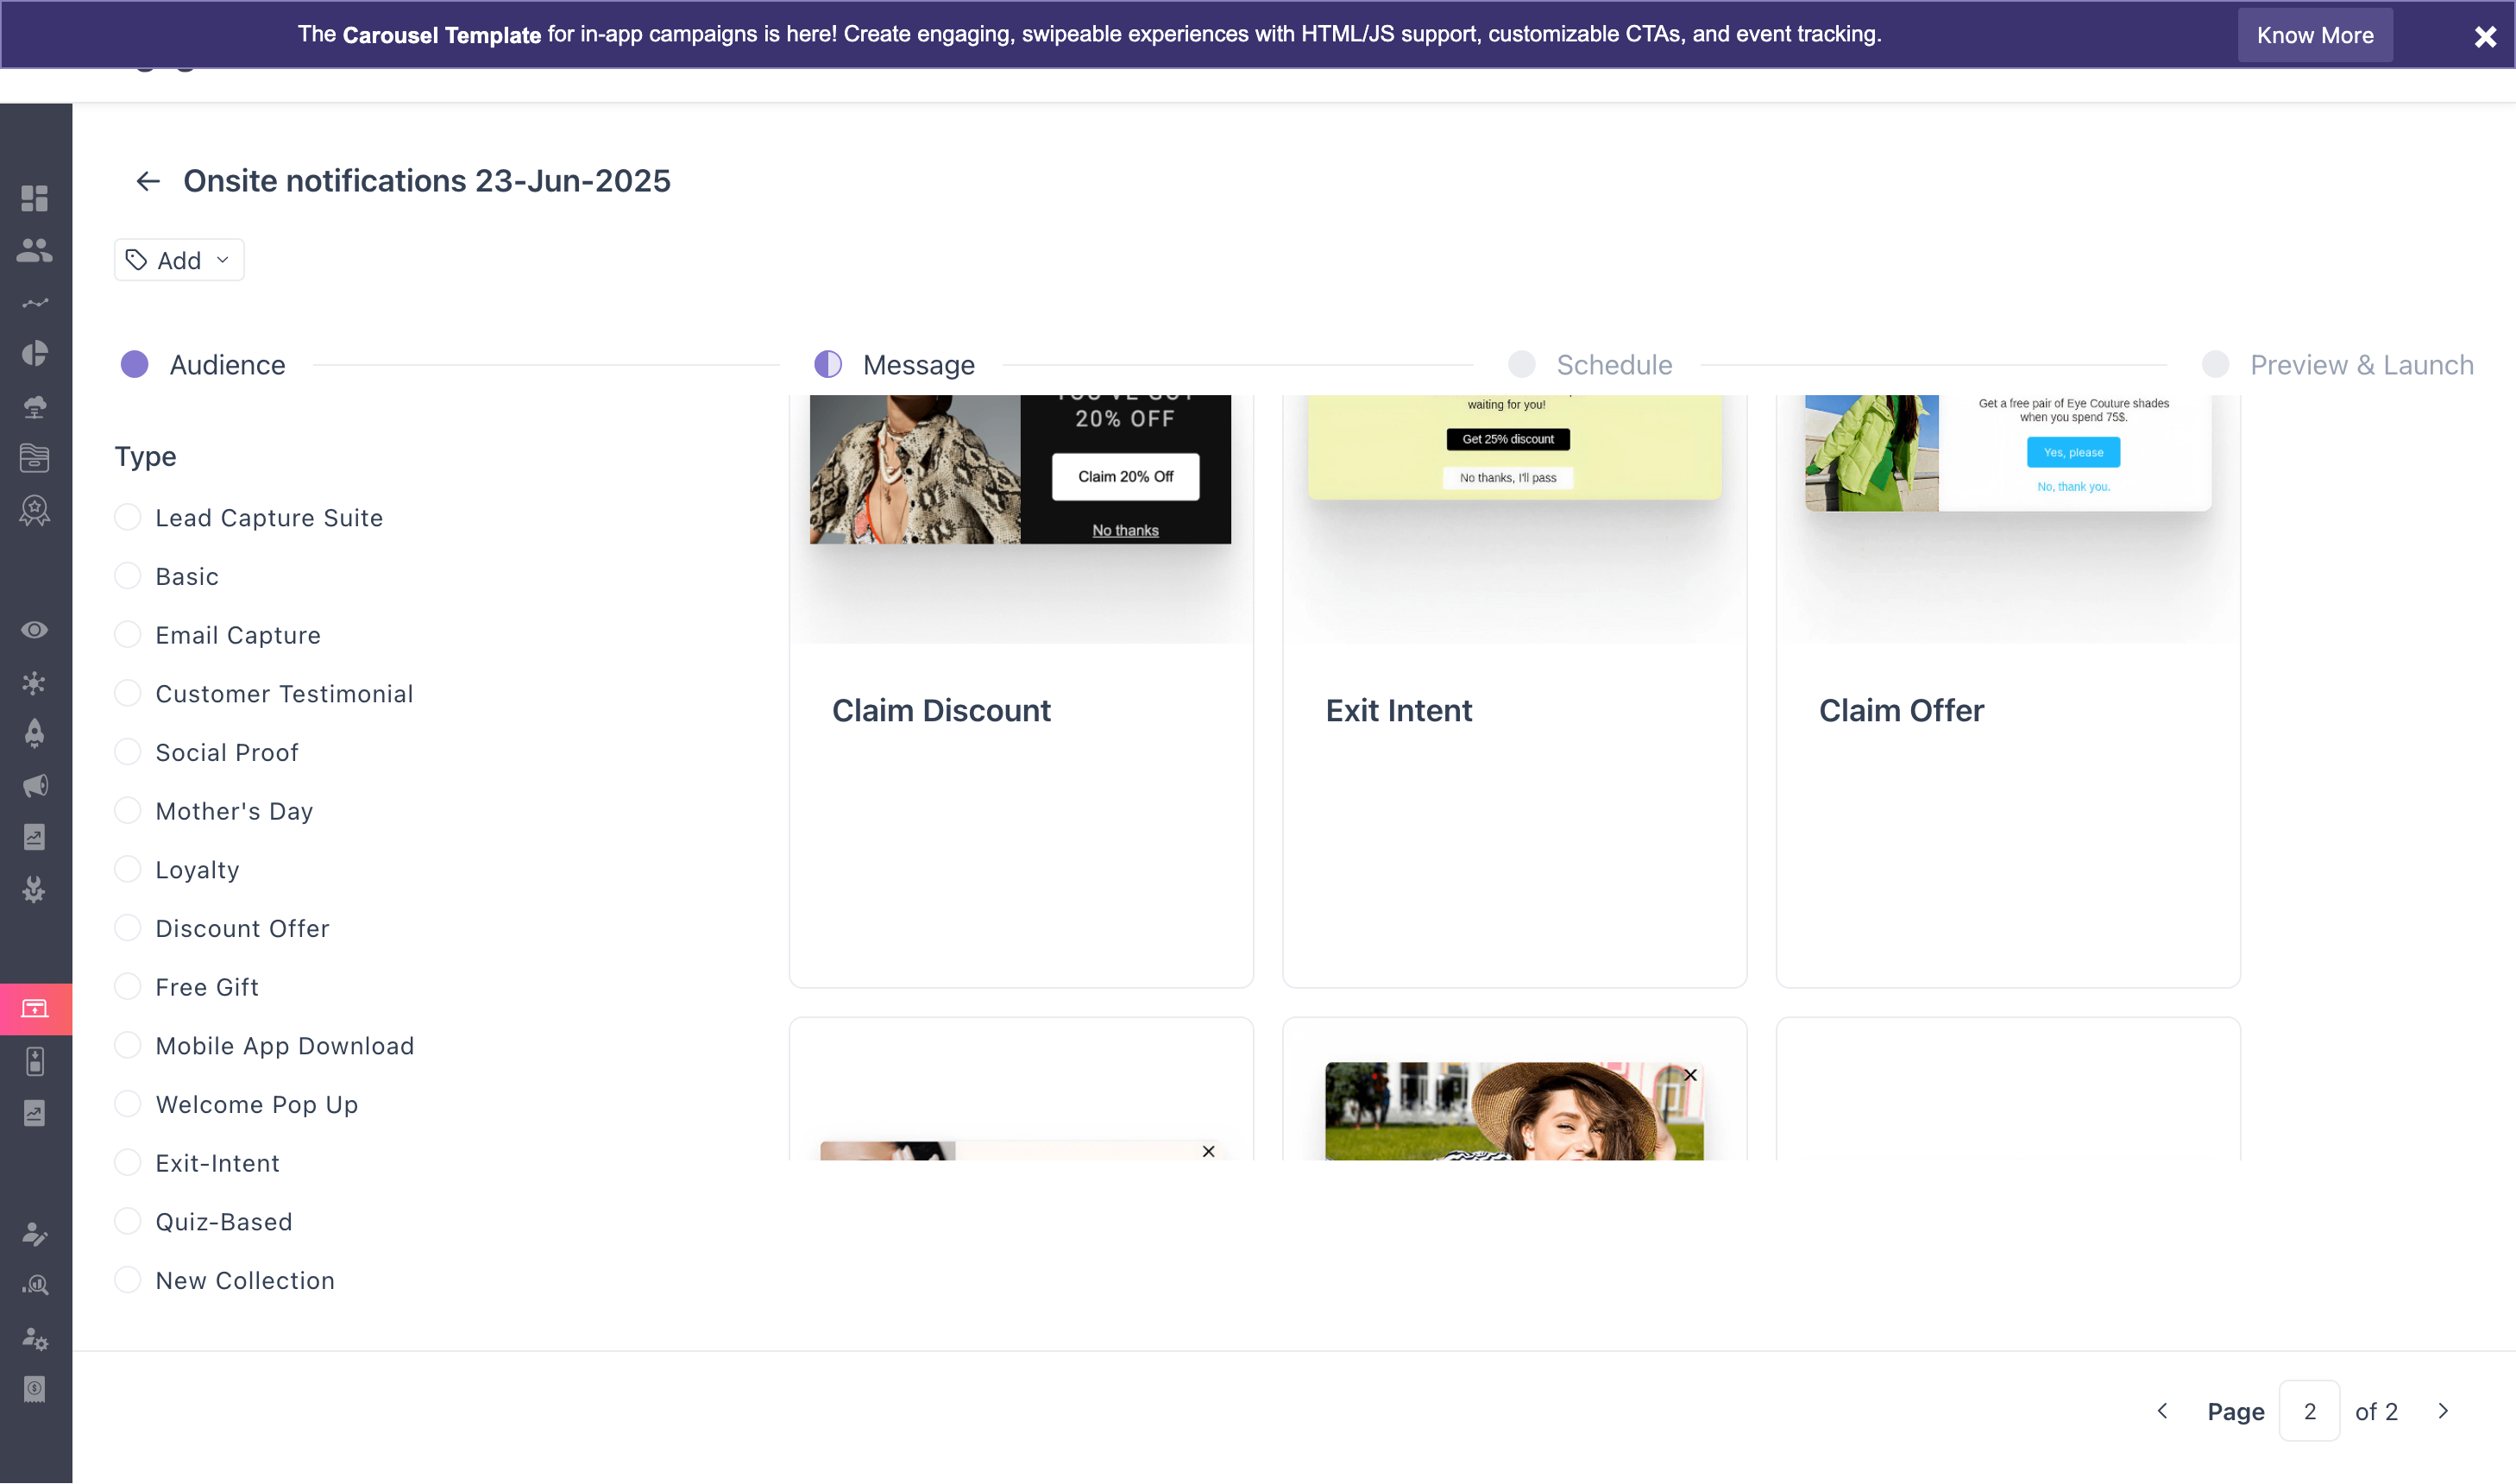 The Carousel Template for in-app campaigns is here! Create engaging, swipeable experiences with HTML/JS support, customizable CTAs, and event tracking.
Know More
Onsite notifications 23-Jun-2025
Add
Audience
Message
Schedule
Preview & Launch
Type
Lead Capture Suite
Basic
Email Capture
Customer Testimonial
Social Proof
Mother's Day
Loyalty
Discount Offer
Free Gift
Mobile App Download
Welcome Pop Up
Exit-Intent
Quiz-Based
New Collection
20% OFF
Claim 20% Off
No thanks
Claim Discount
waiting for you!
Get 25% discount
No thanks, I'll pass
Exit Intent
Get a free pair of Eye Couture shades
when you spend 75$.
Yes, please
No, thank you.
Claim Offer
Page 2 of 2